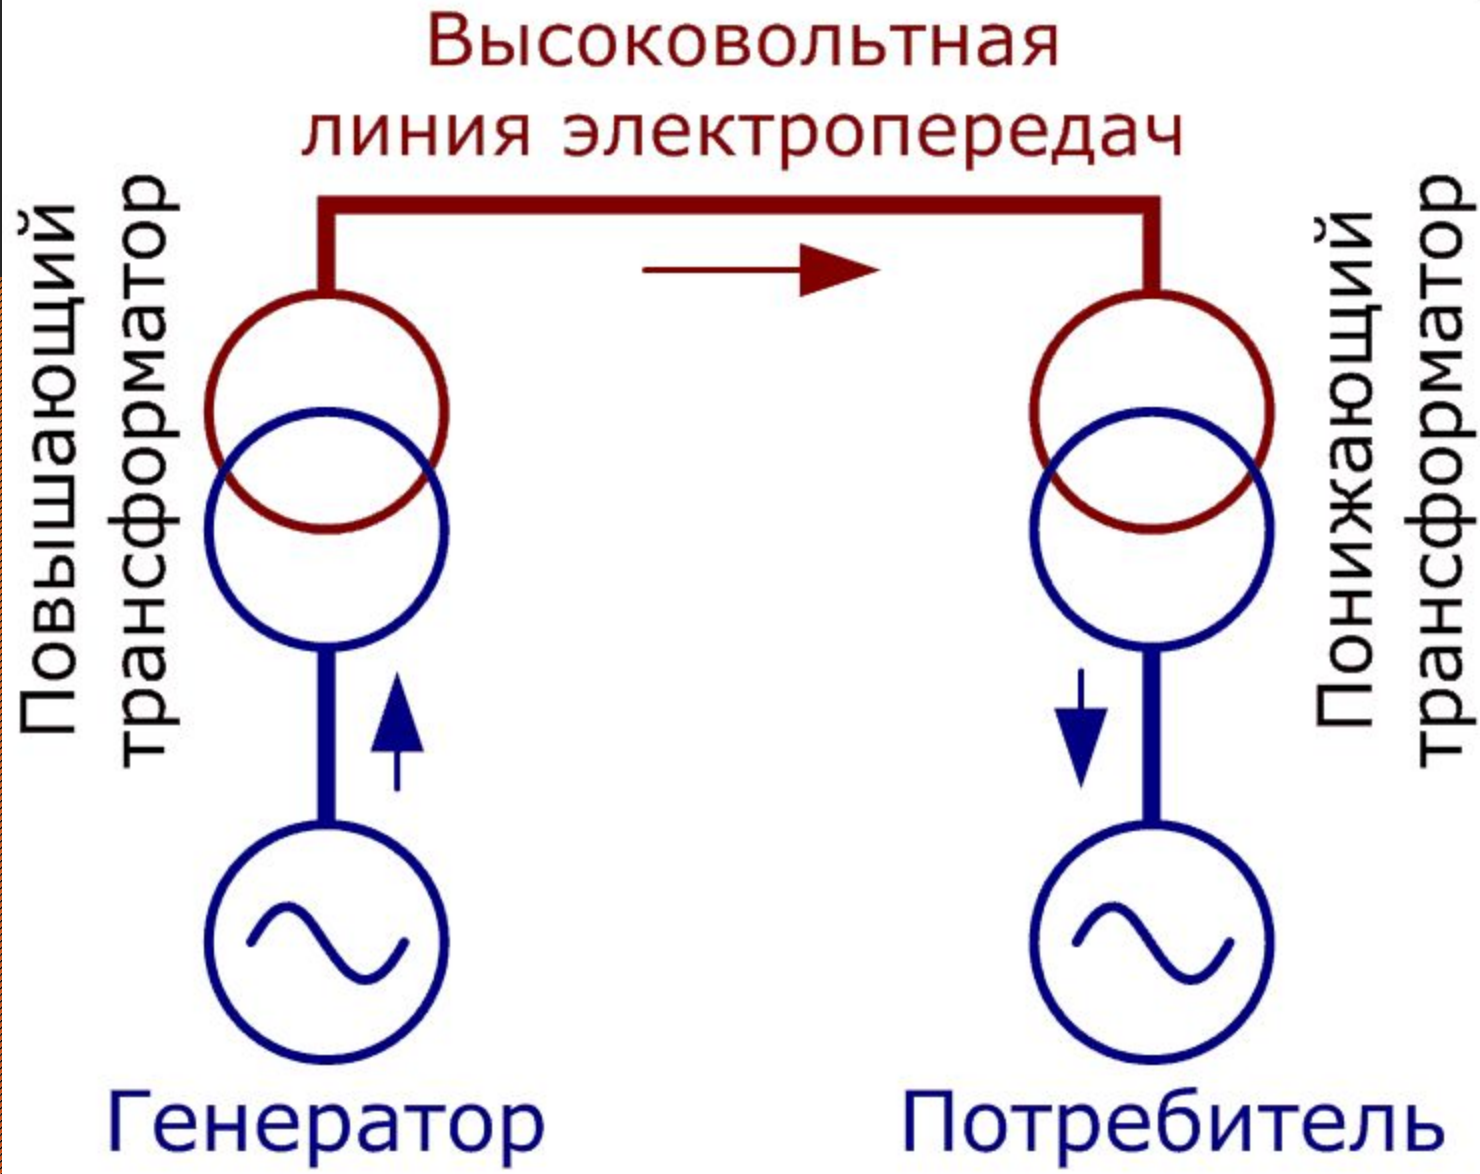 Высоковольтная
линия электропередач
Повышающий
трансформатор
Понижающий
трансформатор
Генератор
Потребитель